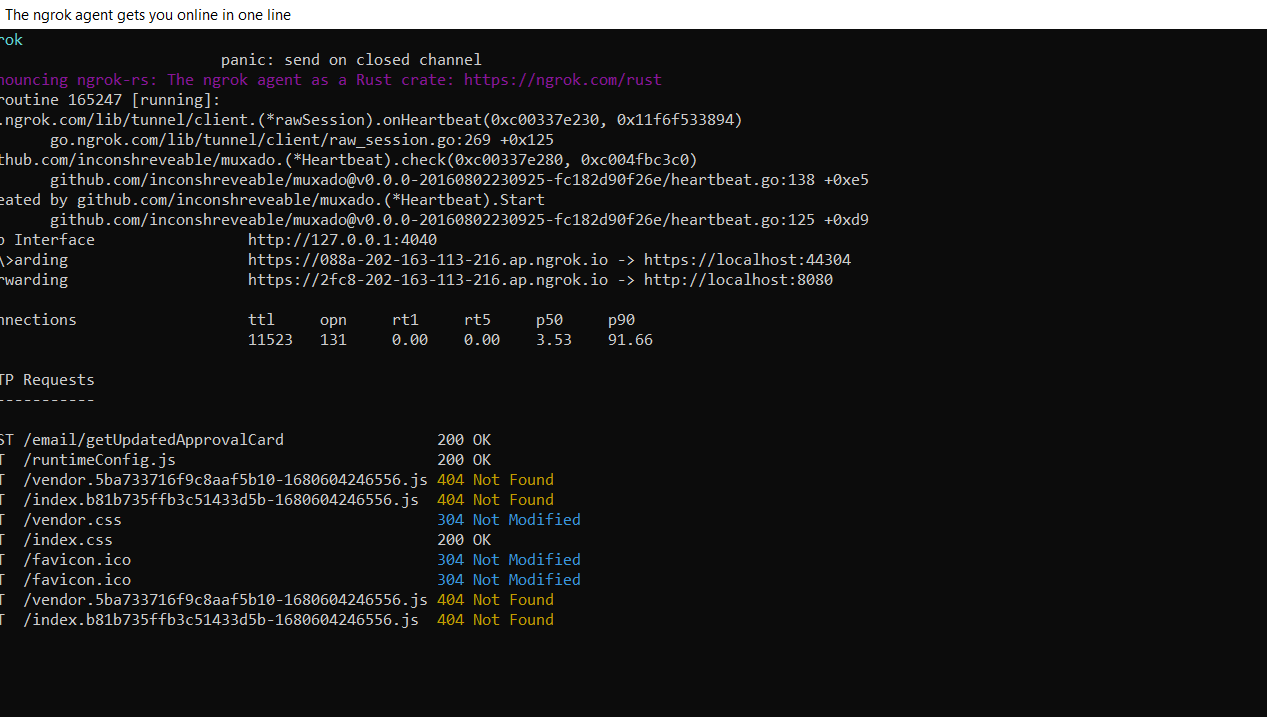 The ngrok agent gets you online in one line
rok
panic: send on closed channel
nouncing ngrok-rs: The ngrok agent as a Rust crate: https://ngrok.com/rust
routine 165247 [running]:
.ngrok.com/lib/tunnel/client.(*rawSession).onHeartbeat(0xc00337e230, 0x11f6f533894)
go.ngrok.com/lib/tunnel/client/raw_session.go:269 +0x125
thub.com/inconshreveable/muxado.(*Heartbeat).check(0xc00337e280, 0xc004fbc3c0)
github.com/inconshreveable/muxado@v0.0.0-20160802230925-fc182d90f26e/heartbeat.go:138 +0xe5
eated by github.com/inconshreveable/muxado.(*Heartbeat).Start
github.com/inconshreveable/muxado@v0.0.0-20160802230925-fc182d90f26e/heartbeat.go:125 +0xd9
b Interface http://127.0.0.1:4040
\>arding https://088a-202-163-113-216.ap.ngrok.io -> https://localhost:44304
rwarding https://2fc8-202-163-113-216.ap.ngrok.io -> http://localhost:8080
nnections ttl opn rt1 rt5 p50 p90
11523 131 0.00 0.00 3.53 91.66
TP Requests
-----------
ST /email/getUpdatedApprovalCard 200 OK
T /runtimeConfig.js 200 OK
T /vendor.5ba733716f9c8aaf5b10-1680604246556.js 404 Not Found
T /index.b81b735ffb3c51433d5b-1680604246556.js 404 Not Found
T /vendor.css 304 Not Modified
T /index.css 200 OK
T /favicon.ico 304 Not Modified
T /favicon.ico 304 Not Modified
T /vendor.5ba733716f9c8aaf5b10-1680604246556.js 404 Not Found
T /index.b81b735ffb3c51433d5b-1680604246556.js 404 Not Found